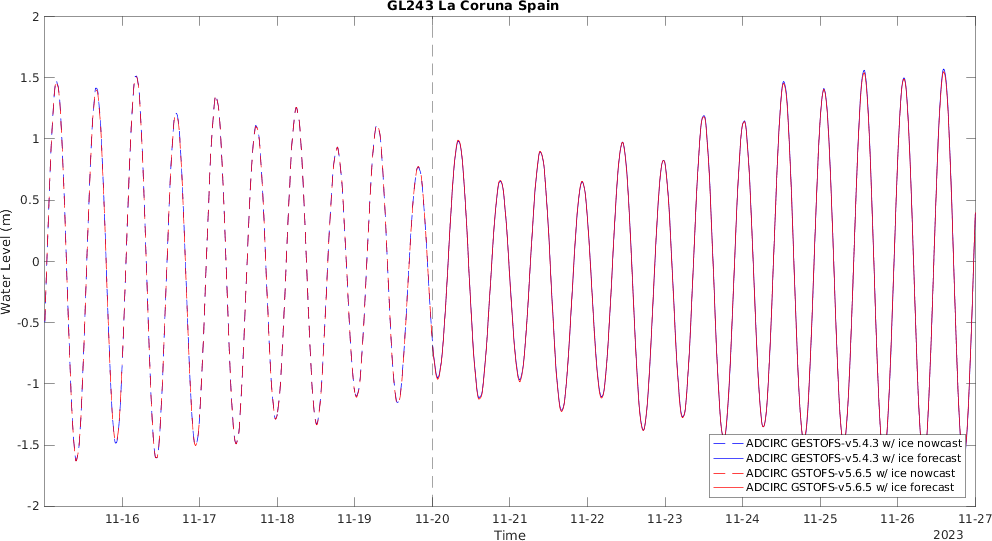 GL243 La Coruna Spain
2
1.5
1
0.5
0
-0.5
-1
-1.5
-2
Water Level (m)
ADCIRC GESTOFS-v5.4.3 w/ ice nowcast
ADCIRC GESTOFS-v5.4.3 w/ ice forecast
ADCIRC GSTOFS-v5.6.5 w/ ice nowcast
ADCIRC GSTOFS-v5.6.5 w/ ice forecast
11-16 11-17 11-18 11-19 11-20 11-21 11-22 11-23 11-24 11-25 11-26 11-27
Time
2023